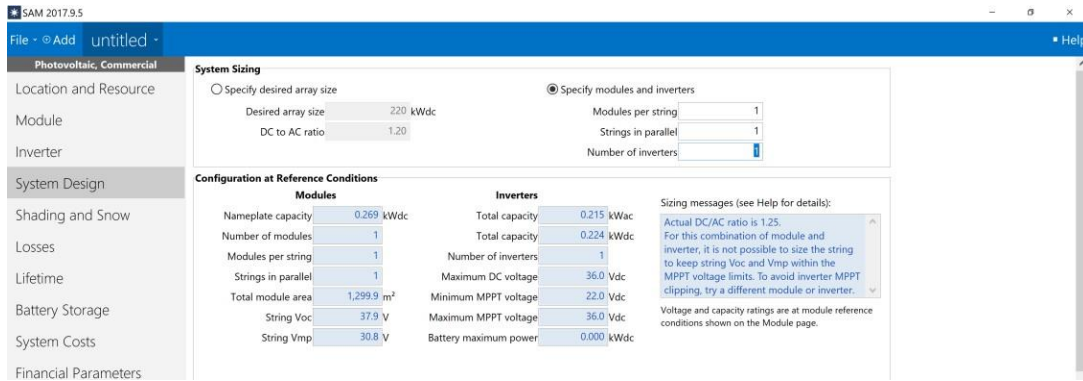 SAM 2017.9.5
File Add untitled Help
Photovoltaic, Commercial
Location and Resource
Module
Inverter
System Design
Shading and Snow
Losses
Lifetime
Battery Storage
System Costs
Financial Parameters
System Sizing
Specify desired array size
Desired array size 220 kWdc
DC to AC ratio 1.20
Specify modules and inverters
Modules per string 1
Strings in parallel 1
Number of inverters 1
Configuration at Reference Conditions
Modules
Nameplate capacity 0.269 kWdc
Number of modules 1
Modules per string 1
Strings in parallel 1
Total module area 1,299.9 m²
String Voc 37.9 V
String Vmp 30.8 V
Inverters
Total capacity 0.215 kWac
Total capacity 0.224 kWdc
Number of inverters 1
Maximum DC voltage 36.0 Vdc
Minimum MPPT voltage 22.0 Vdc
Maximum MPPT voltage 36.0 Vdc
Battery maximum power 0.000 kWdc
Sizing messages (see Help for details):
Actual DC/AC ratio is 1.25.
For this combination of module and
inverter, it is not possible to size the string
to keep string Voc and Vmp within the
MPPT voltage limits. To avoid inverter MPPT
clipping, try a different module or inverter.
Voltage and capacity ratings are at module reference
conditions shown on the Module page.